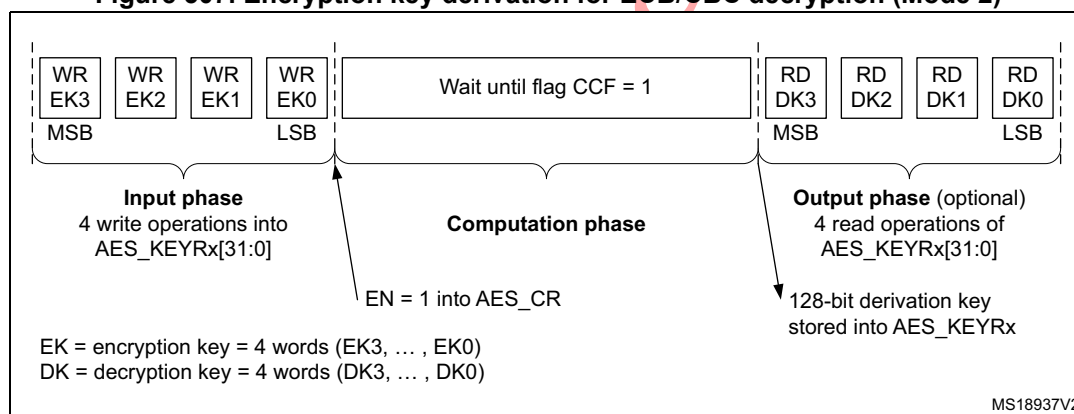 WR WR WR WR
EK3 EK2 EK1 EK0
Wait until flag CCF = 1
RD RD RD RD
DK3 DK2 DK1 DK0
MSB LSB
MSB LSB
Input phase
4 write operations into
AES_KEYRx[31:0]
Computation phase
Output phase (optional)
4 read operations of
AES_KEYRx[31:0]
EN = 1 into AES_CR
128-bit derivation key
stored into AES_KEYRx
EK = encryption key = 4 words (EK3, … , EK0)
DK = decryption key = 4 words (DK3, … , DK0)
MS18937V2